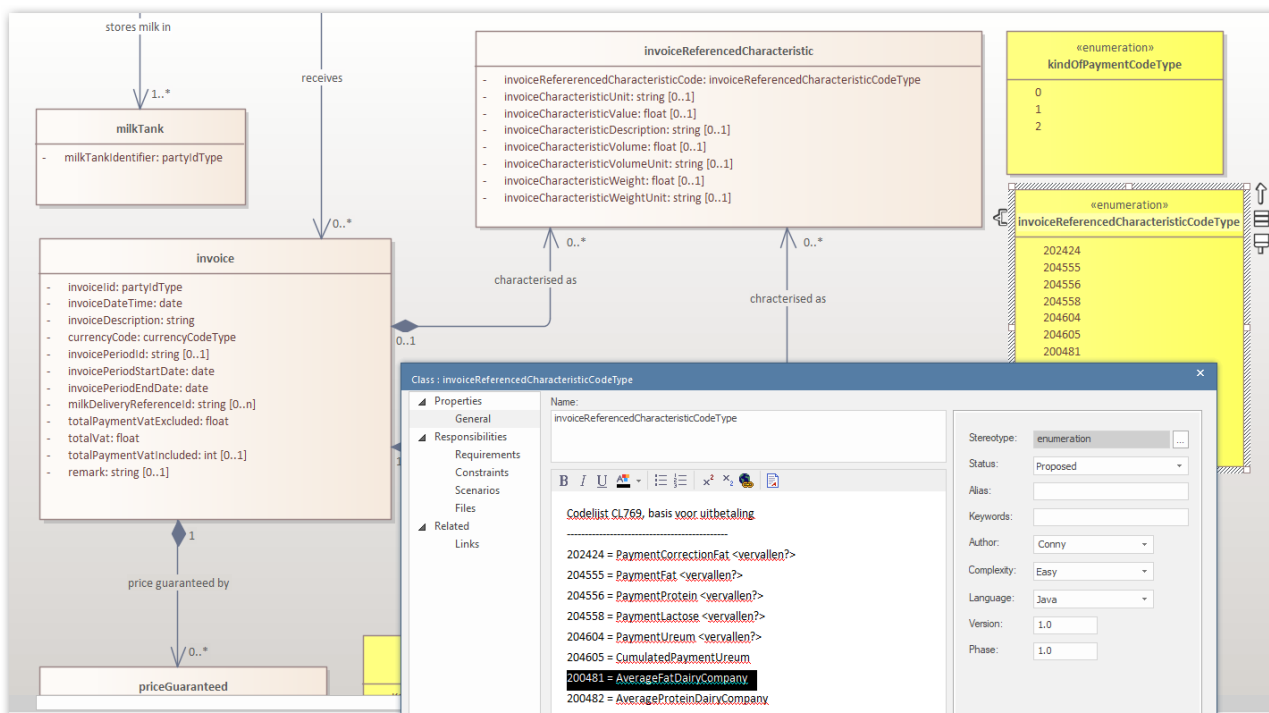 stores milk in
receives
1..*
milkTank
- milkTankIdentifier: partyIdType
0..*
invoiceReferencedCharacteristic
- invoiceRefererencedCharacteristicCode: invoiceReferencedCharacteristicCodeType
- invoiceCharacteristicUnit: string [0..1]
- invoiceCharacteristicValue: float [0..1]
- invoiceCharacteristicDescription: string [0..1]
- invoiceCharacteristicVolume: float [0..1]
- invoiceCharacteristicVolumeUnit: string [0..1]
- invoiceCharacteristicWeight: float [0..1]
- invoiceCharacteristicWeightUnit: string [0..1]
«enumeration»
kindOfPaymentCodeType
0
1
2
«enumeration»
invoiceReferencedCharacteristicCodeType
202424
204555
204556
204558
204604
204605
200481
invoice
- invoiceIid: partyIdType
- invoiceDateTime: date
- invoiceDescription: string
- currencyCode: currencyCodeType
- invoicePeriodId: string [0..1]
- invoicePeriodStartDate: date
- invoicePeriodEndDate: date
- milkDeliveryReferenceId: string [0..n]
- totalPaymentVatExcluded: float
- totalVat: float
- totalPaymentVatIncluded: int [0..1]
- remark: string [0..1]
0..*
0..*
characterised as
chracterised as
0..1
1
1
price guaranteed by
0..*
priceGuaranteed
Class : invoiceReferencedCharacteristicCodeType
Properties
General
Responsibilities
Requirements
Constraints
Scenarios
Files
Related
Links
Name:
invoiceReferencedCharacteristicCodeType
B I U A x² x₂
Codelijst CL769, basis voor uitbetaling
---------------------------------------------
202424 = PaymentCorrectionFat <vervallen?>
204555 = PaymentFat <vervallen?>
204556 = PaymentProtein <vervallen?>
204558 = PaymentLactose <vervallen?>
204604 = PaymentUreum <vervallen?>
204605 = CumulatedPaymentUreum
200481 = AverageFatDairyCompany
200482 = AverageProteinDairyCompany
Stereotype: enumeration ...
Status: Proposed
Alias:
Keywords:
Author: Conny
Complexity: Easy
Language: Java
Version: 1.0
Phase: 1.0